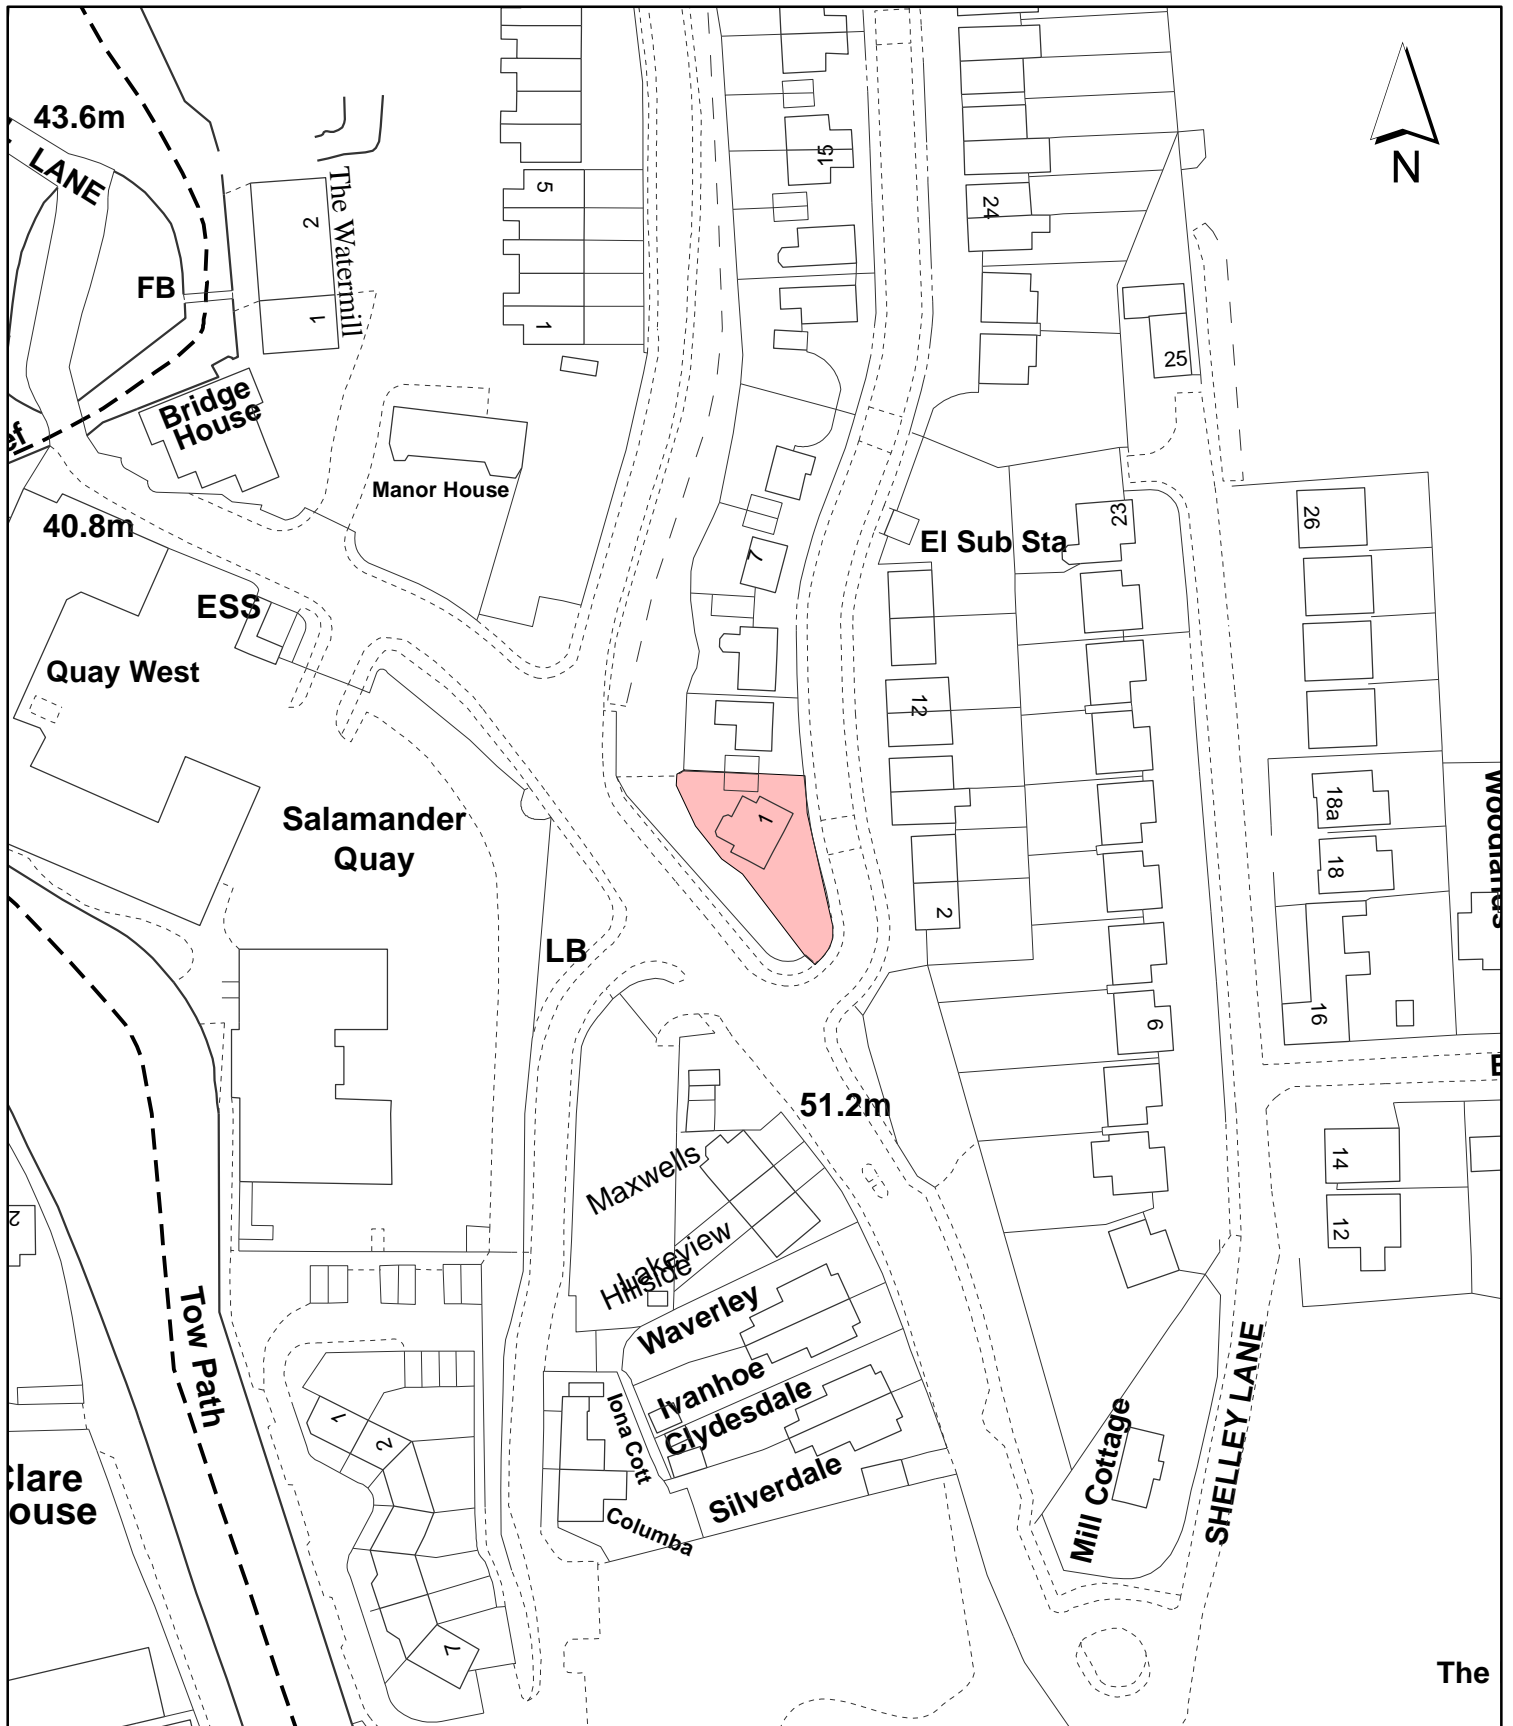 43.6m
LANE
The Watermill
2
1
FB
5
1
15
24
25
N
Bridge
House
Manor House
40.8m
ESS
Quay West
7
El Sub Sta
23
26
12
Salamander
Quay
1
2
18a
18
Woodlands
16
LB
6
51.2m
14
12
Maxwells
Lakeview
Hillside
Waverley
Ivanhoe
Clydesdale
Silverdale
Iona Cott
Columba
Tow Path
1
2
7
2
Mill Cottage
SHELLEY LANE
The